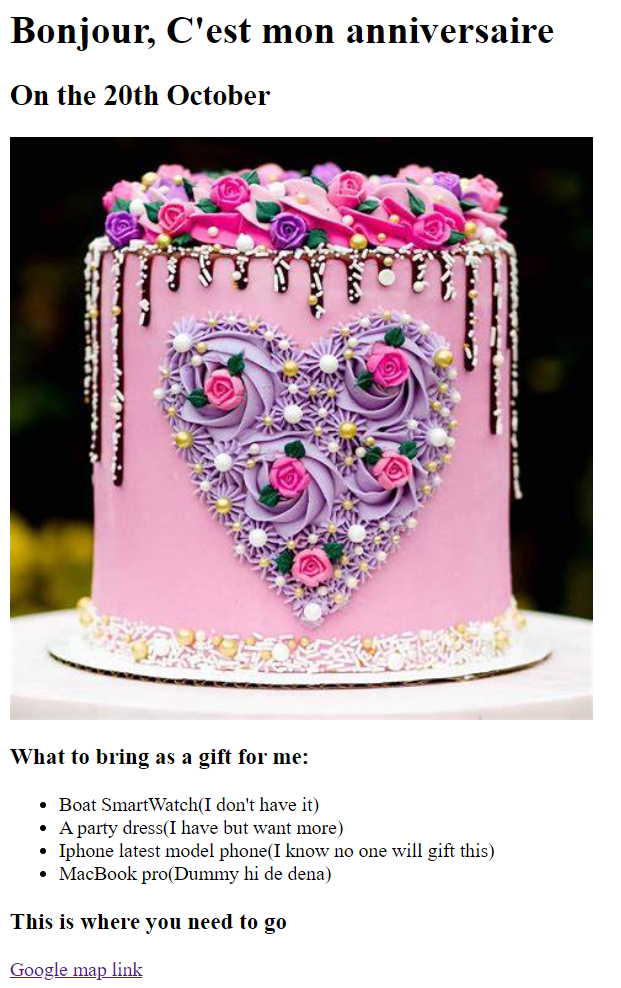 Bonjour, C'est mon anniversaire
On the 20th October
What to bring as a gift for me:
Boat SmartWatch(I don't have it)
A party dress(I have but want more)
Iphone latest model phone(I know no one will gift this)
MacBook pro(Dummy hi de dena)
This is where you need to go
Google map link